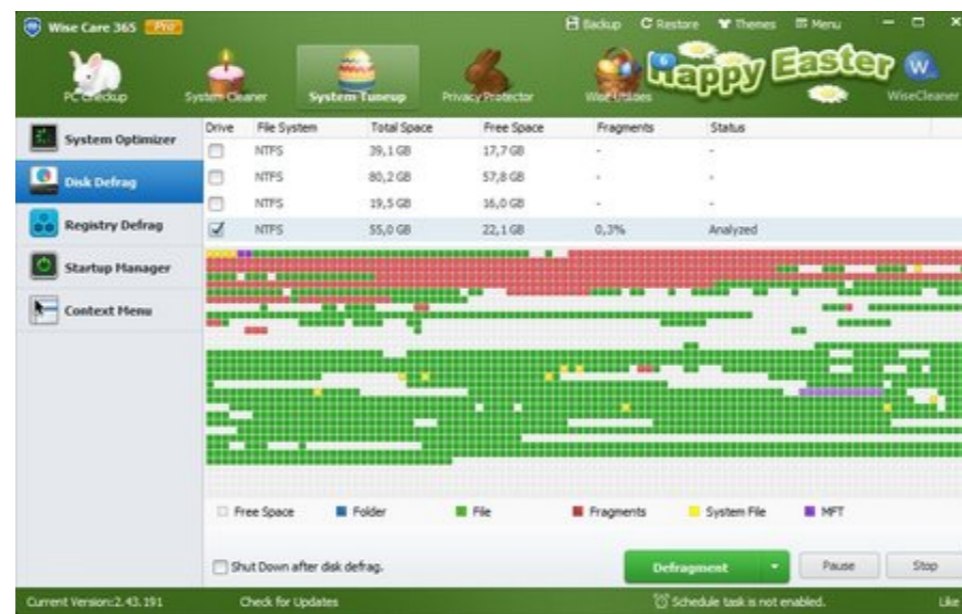 Wise Care 365 Pro
Backup Restore Themes Menu
PC Checkup System Cleaner System Tuneup Privacy Protector Wise Utilities
6
Happy Easter
WiseCleaner
System Optimizer
Disk Defrag
Registry Defrag
Startup Manager
Context Menu
Drive File System Total Space Free Space Fragments Status
NTFS 39,1 GB 17,7 GB - -
NTFS 80,2 GB 57,8 GB - -
NTFS 19,5 GB 16,0 GB - -
NTFS 55,0 GB 22,1 GB 0,3% Analyzed
Free Space Folder File Fragments System File MFT
Shut Down after disk defrag.
Defragment Pause Stop
Current Version:2.43.191 Check for Updates Schedule task is not enabled. Like